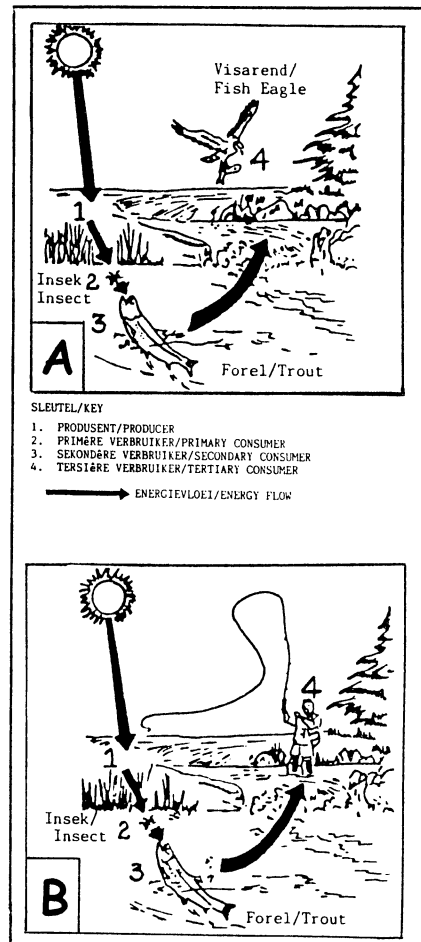 Visarend/
Fish Eagle
4
1
Insek 2
Insect
3
A
Forel/Trout
SLEUTEL/KEY
1. PRODUSENT/PRODUCER
2. PRIMêRE VERBRUIKER/PRIMARY CONSUMER
3. SEKONDêRE VERBRUIKER/SECONDARY CONSUMER
4. TERSIêRE VERBRUIKER/TERTIARY CONSUMER
ENERGIEVLOEI/ENERGY FLOW
4
1
Insek/
Insect 2
3
B
Forel/Trout